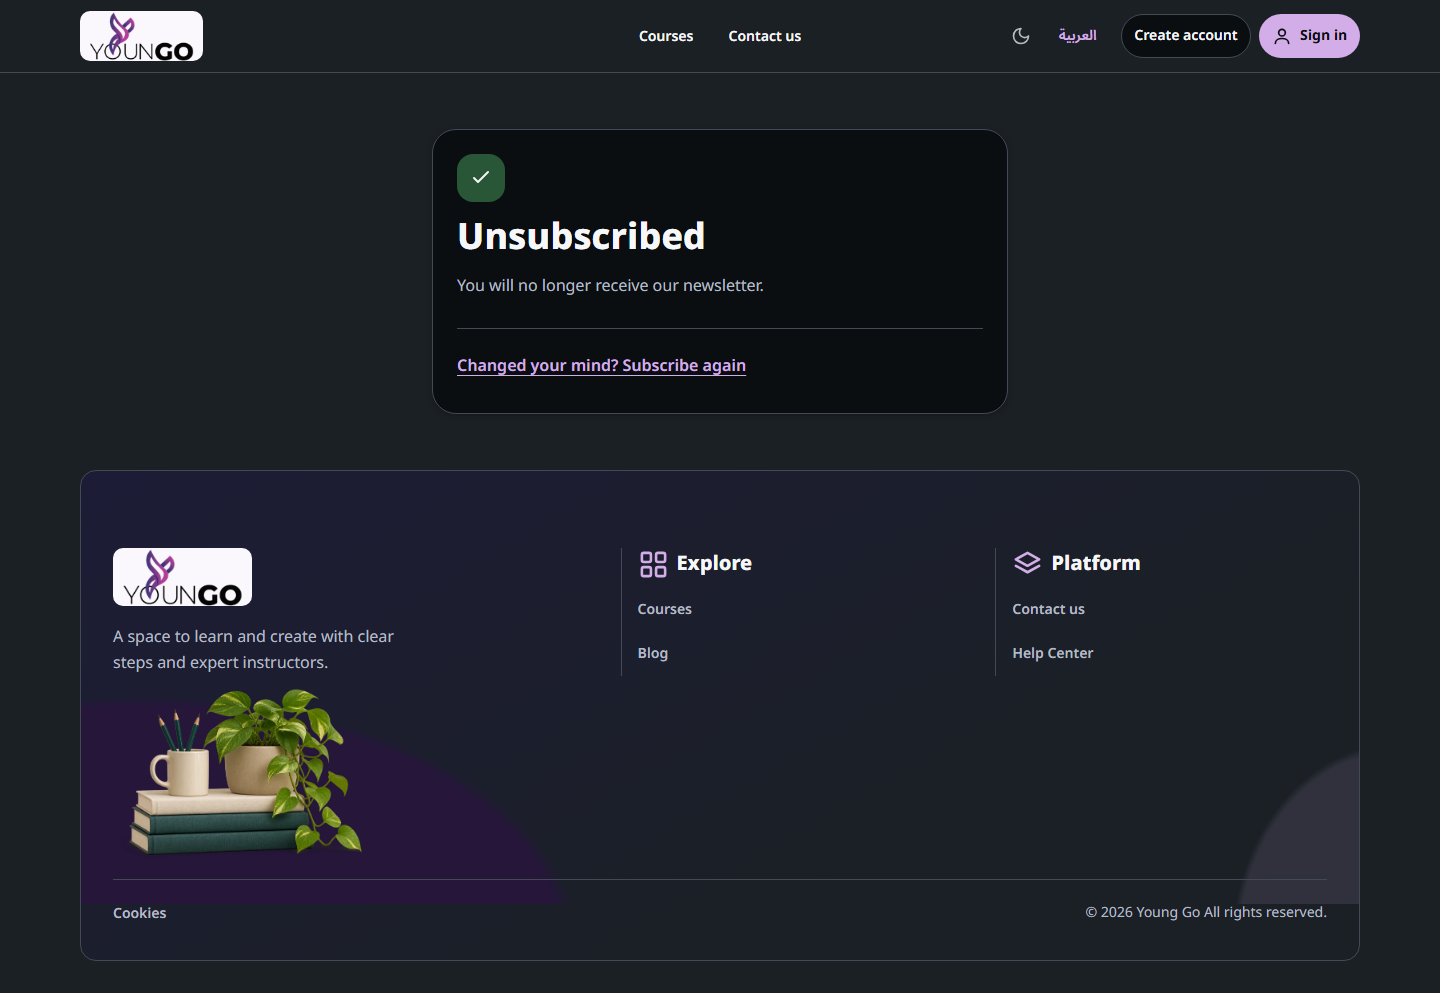 YOUNGO
Courses
Contact us
العربية
Create account
Sign in
Unsubscribed
You will no longer receive our newsletter.
Changed your mind? Subscribe again
YOUNGO
A space to learn and create with clear
steps and expert instructors.
Explore
Courses
Blog
Platform
Contact us
Help Center
Cookies
© 2026 Young Go All rights reserved.